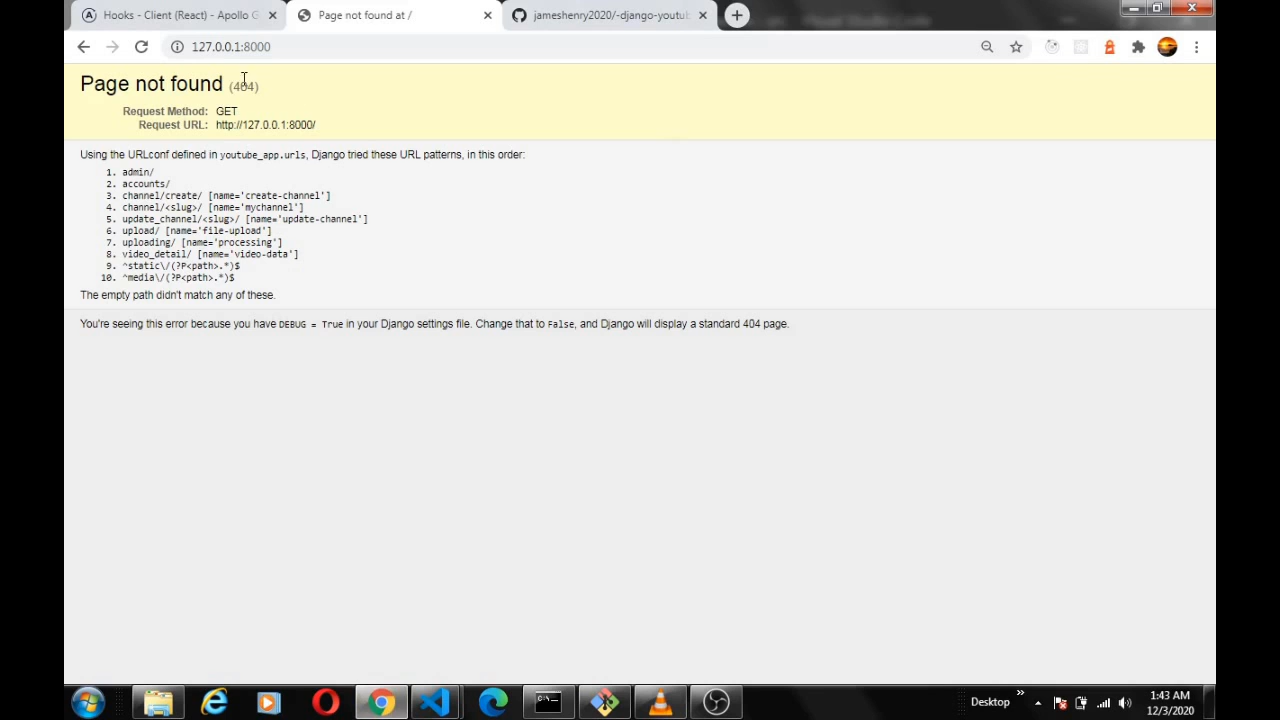 Hooks - Client (React) - Apollo G
Page not found at /
jameshenry2020/-django-youtub
127.0.0.1:8000
Page not found (404)
Request Method: GET
Request URL: http://127.0.0.1:8000/
Using the URLconf defined in youtube_app.urls, Django tried these URL patterns, in this order:
1. admin/
2. accounts/
3. channel/create/ [name='create-channel']
4. channel/<slug>/ [name='mychannel']
5. update_channel/<slug>/ [name='update-channel']
6. upload/ [name='file-upload']
7. uploading/ [name='processing']
8. video_detail/ [name='video-data']
9. ^static\/(?P<path>.*)$
10. ^media\/(?P<path>.*)$
The empty path didn't match any of these.
You're seeing this error because you have DEBUG = True in your Django settings file. Change that to False, and Django will display a standard 404 page.
Desktop
1:43 AM
12/3/2020